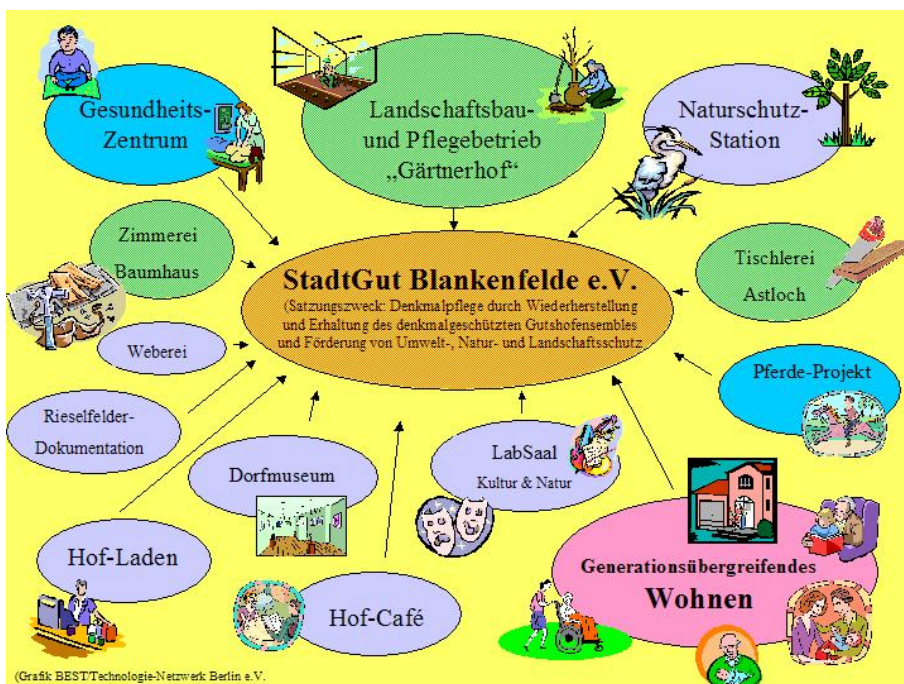 Gesundheits-
Zentrum
Landschaftsbau-
und Pflegebetrieb
„Gärtnerhof“
Naturschutz-
Station
Zimmerei
Baumhaus
StadtGut Blankenfelde e.V.
(Satzungszweck: Denkmalpflege durch Wiederherstellung
und Erhaltung des denkmalgeschützten Gutshofensembles
und Förderung von Umwelt-, Natur- und Landschaftsschutz
Tischlerei
Astloch
Weberei
Pferde-Projekt
Rieselfelder-
Dokumentation
Dorfmuseum
LabSaal
Kultur & Natur
Hof-Laden
Hof-Café
Generationsübergreifendes
Wohnen
(Grafik BEST/Technologie-Netzwerk Berlin e.V.